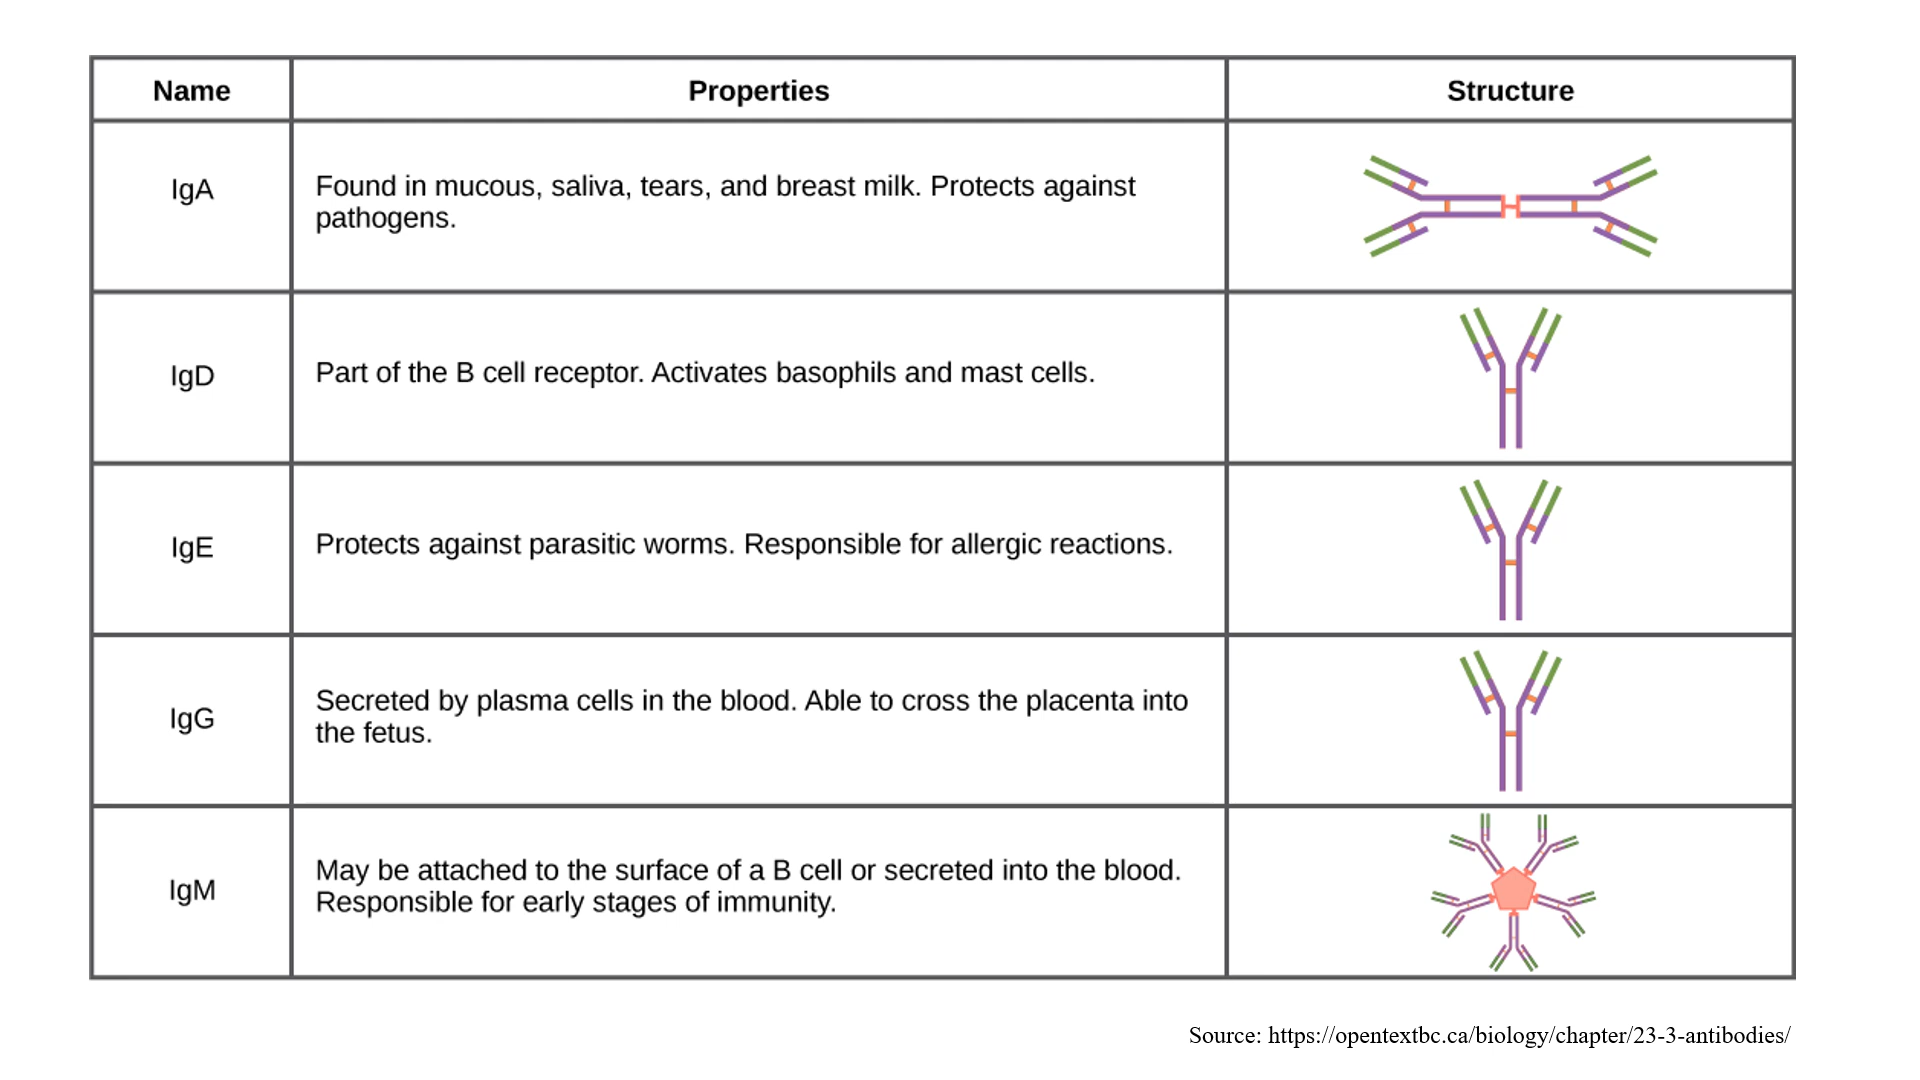 Name
Properties
Structure
IgA
Found in mucous, saliva, tears, and breast milk. Protects against
pathogens.
IgD
Part of the B cell receptor. Activates basophils and mast cells.
IgE
Protects against parasitic worms. Responsible for allergic reactions.
IgG
Secreted by plasma cells in the blood. Able to cross the placenta into
the fetus.
IgM
May be attached to the surface of a B cell or secreted into the blood.
Responsible for early stages of immunity.
Source: https://opentextbc.ca/biology/chapter/23-3-antibodies/